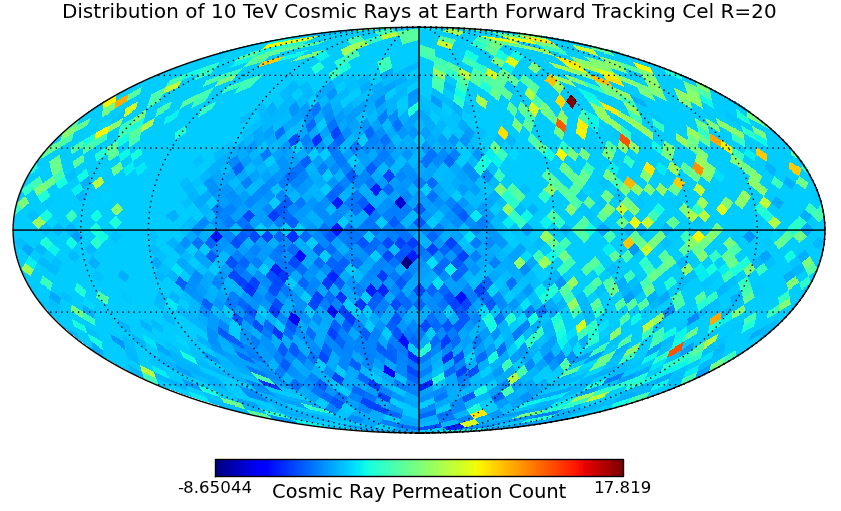 Distribution of 10 TeV Cosmic Rays at Earth Forward Tracking Cel R=20
-8.65044 Cosmic Ray Permeation Count 17.819